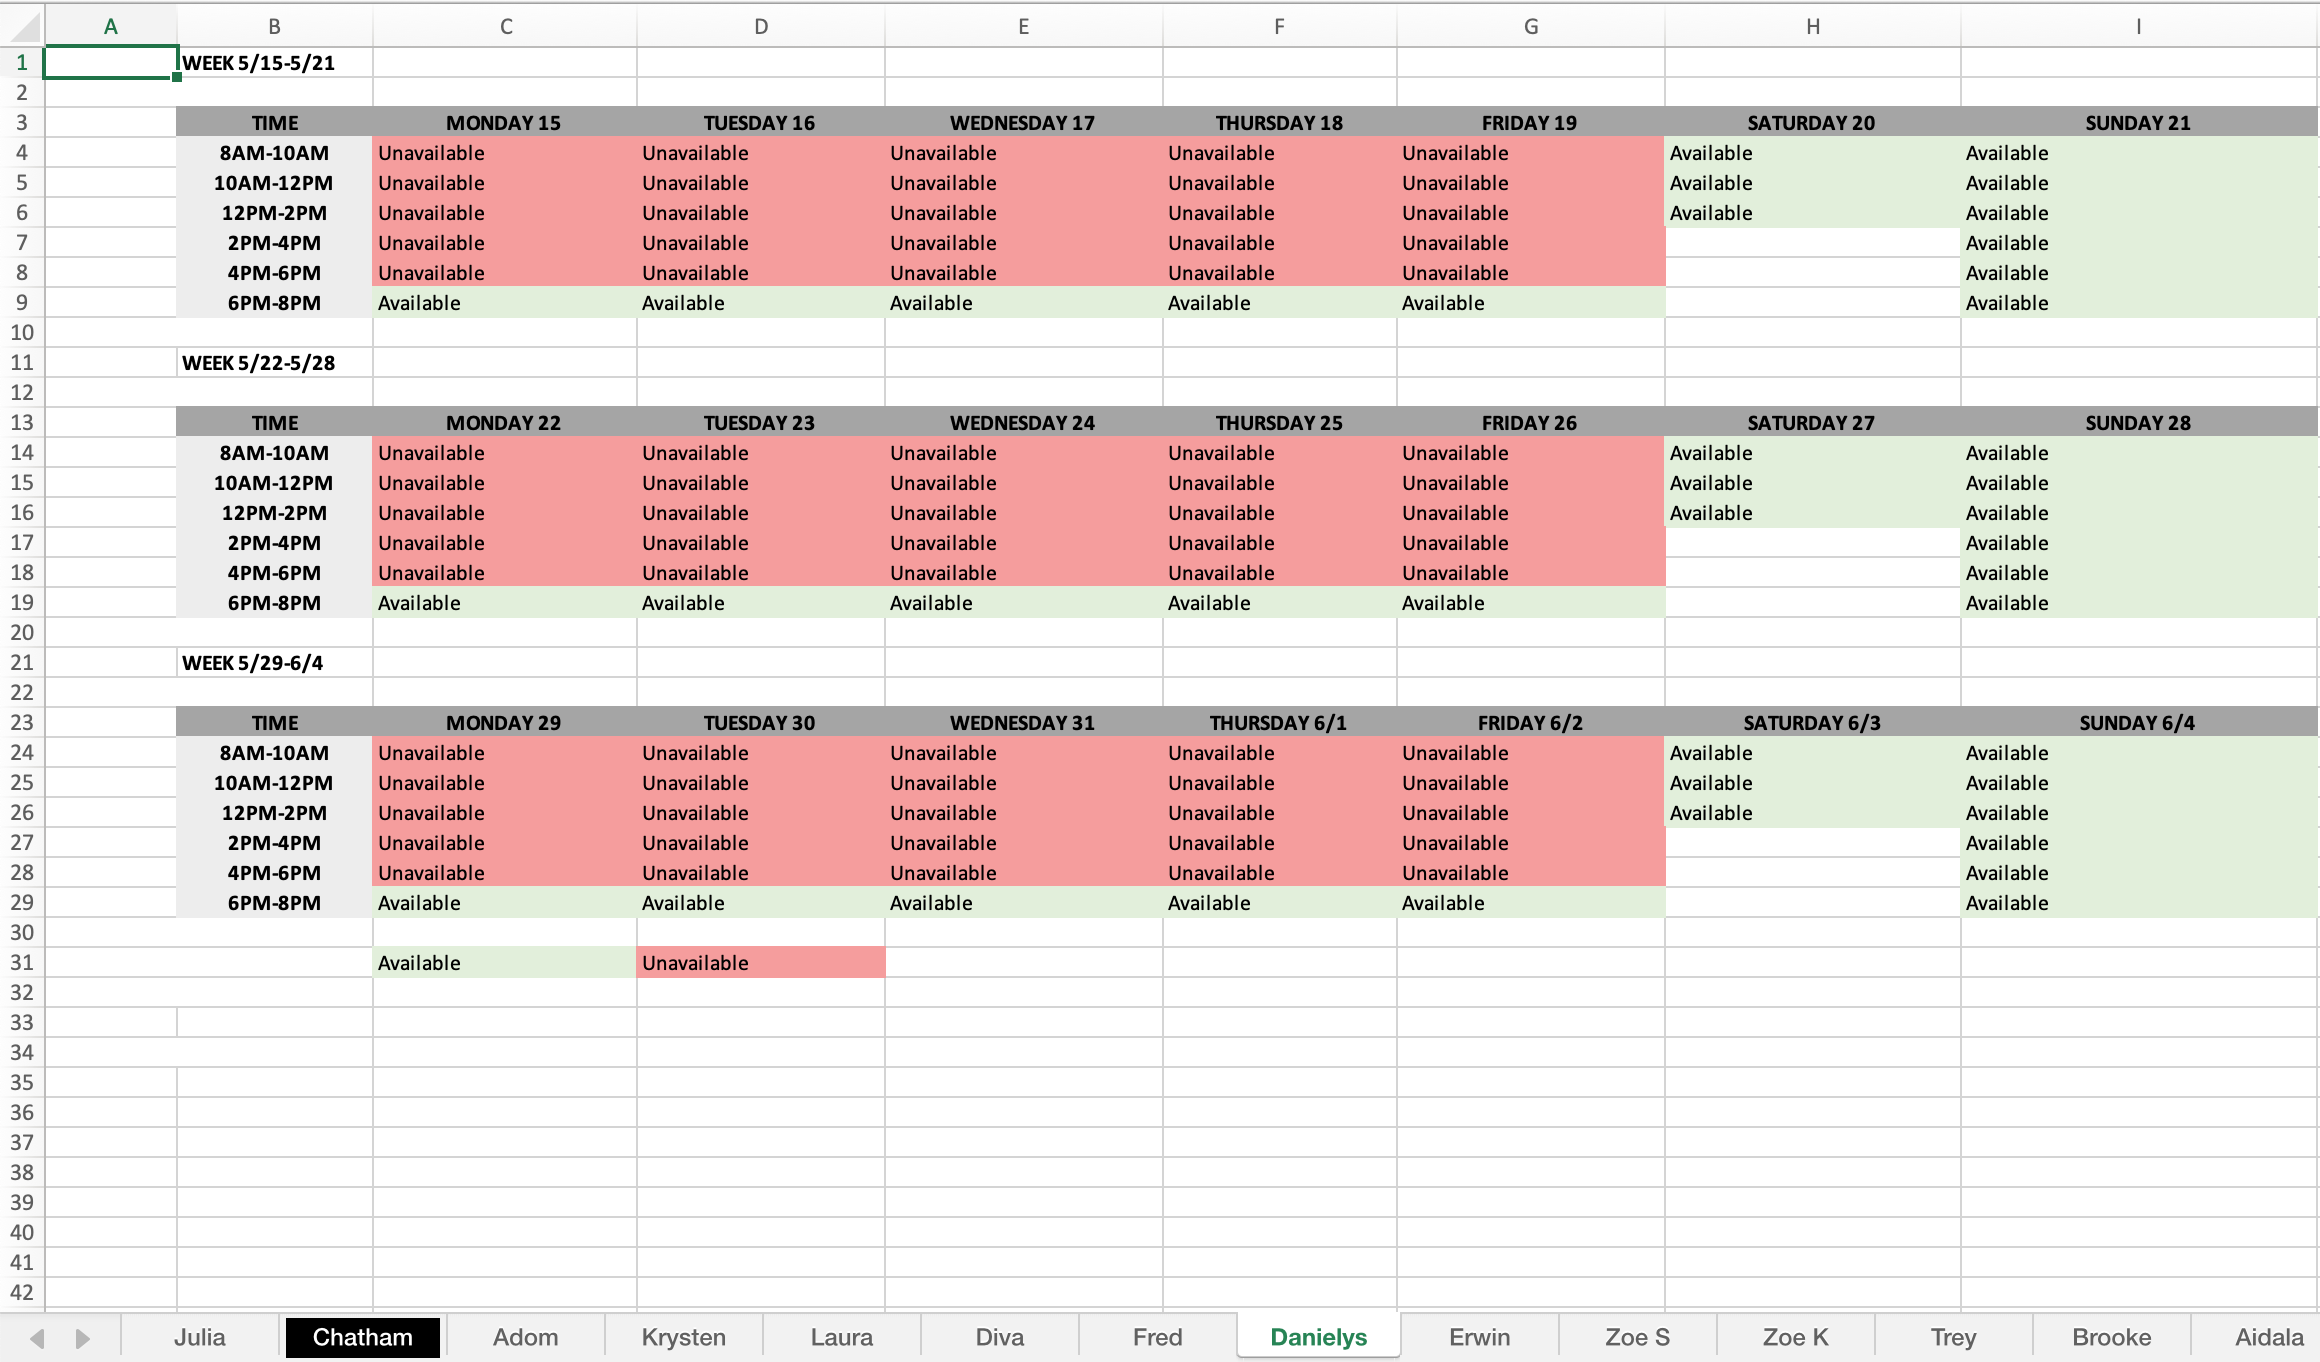 A B C D E F G H I
1 WEEK 5/15-5/21
2
3 TIME MONDAY 15 TUESDAY 16 WEDNESDAY 17 THURSDAY 18 FRIDAY 19 SATURDAY 20 SUNDAY 21
4 8AM-10AM Unavailable Unavailable Unavailable Unavailable Unavailable Available Available
5 10AM-12PM Unavailable Unavailable Unavailable Unavailable Unavailable Available Available
6 12PM-2PM Unavailable Unavailable Unavailable Unavailable Unavailable Available Available
7 2PM-4PM Unavailable Unavailable Unavailable Unavailable Unavailable Available
8 4PM-6PM Unavailable Unavailable Unavailable Unavailable Unavailable Available
9 6PM-8PM Available Available Available Available Available Available
10
11 WEEK 5/22-5/28
12
13 TIME MONDAY 22 TUESDAY 23 WEDNESDAY 24 THURSDAY 25 FRIDAY 26 SATURDAY 27 SUNDAY 28
14 8AM-10AM Unavailable Unavailable Unavailable Unavailable Unavailable Available Available
15 10AM-12PM Unavailable Unavailable Unavailable Unavailable Unavailable Available Available
16 12PM-2PM Unavailable Unavailable Unavailable Unavailable Unavailable Available Available
17 2PM-4PM Unavailable Unavailable Unavailable Unavailable Unavailable Available
18 4PM-6PM Unavailable Unavailable Unavailable Unavailable Unavailable Available
19 6PM-8PM Available Available Available Available Available Available
20
21 WEEK 5/29-6/4
22
23 TIME MONDAY 29 TUESDAY 30 WEDNESDAY 31 THURSDAY 6/1 FRIDAY 6/2 SATURDAY 6/3 SUNDAY 6/4
24 8AM-10AM Unavailable Unavailable Unavailable Unavailable Unavailable Available Available
25 10AM-12PM Unavailable Unavailable Unavailable Unavailable Unavailable Available Available
26 12PM-2PM Unavailable Unavailable Unavailable Unavailable Unavailable Available Available
27 2PM-4PM Unavailable Unavailable Unavailable Unavailable Unavailable Available
28 4PM-6PM Unavailable Unavailable Unavailable Unavailable Unavailable Available
29 6PM-8PM Available Available Available Available Available Available
30
31 Available Unavailable
32
33
34
35
36
37
38
39
40
41
42
Julia Chatham Adom Krysten Laura Diva Fred Danielys Erwin Zoe S Zoe K Trey Brooke Aidala